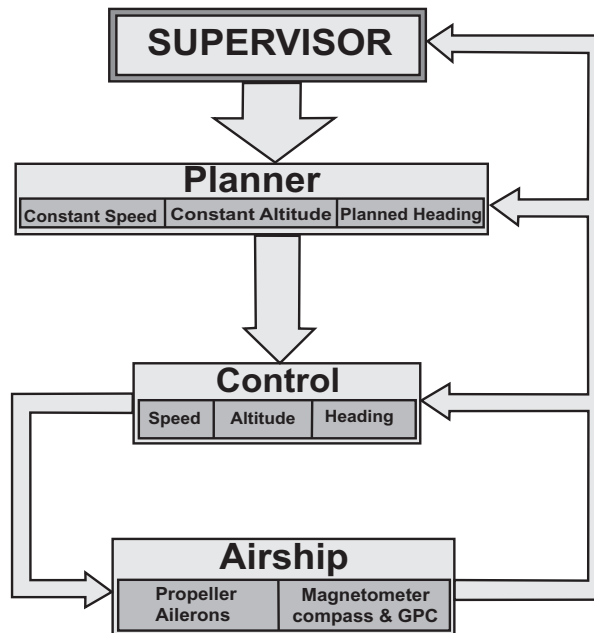 SUPERVISOR
Planner
Constant Speed Constant Altitude Planned Heading
Control
Speed Altitude Heading
Airship
Propeller
Ailerons
Magnetometer
compass & GPC